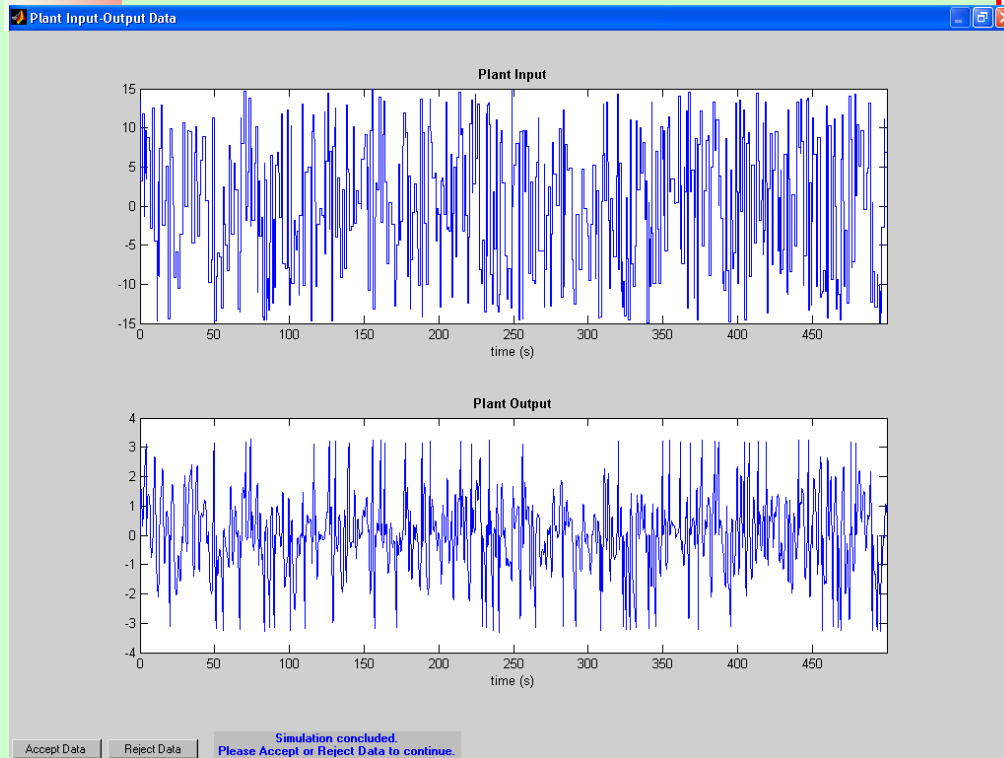 Plant Input-Output Data
Plant Input
15
10
5
0
-5
-10
-15
0 50 100 150 200 250 300 350 400 450
time (s)
Plant Output
4
3
2
1
0
-1
-2
-3
-4
0 50 100 150 200 250 300 350 400 450
time (s)
Accept Data
Reject Data
Simulation concluded.
Please Accept or Reject Data to continue.